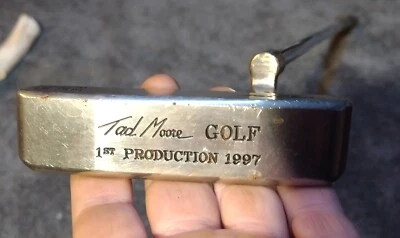 Tad Moore GOLF
1ST PRODUCTION 1997